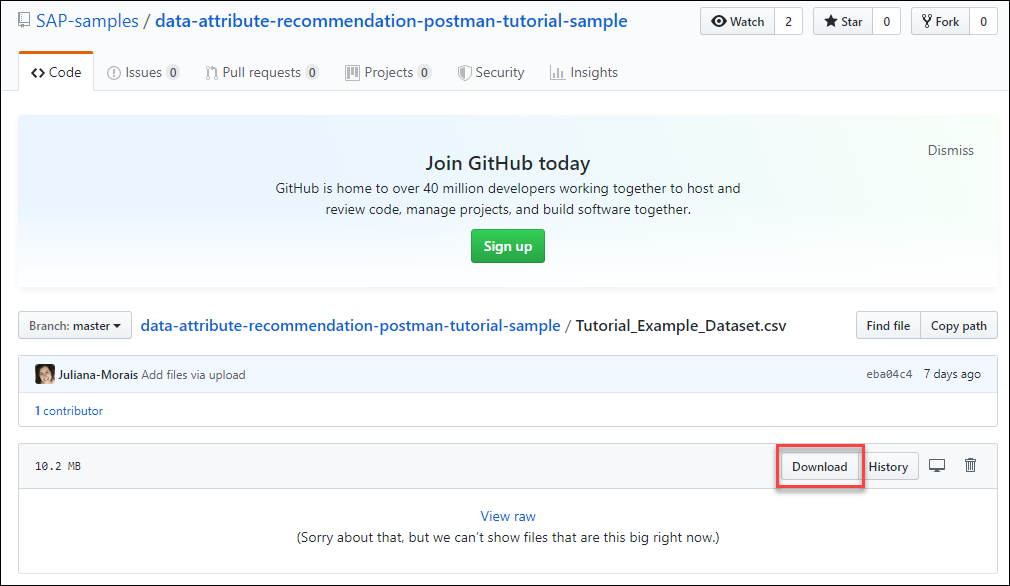 SAP-samples / data-attribute-recommendation-postman-tutorial-sample Watch 2 Star 0 Fork 0
Code Issues 0 Pull requests 0 Projects 0 Security Insights
Dismiss
Join GitHub today
GitHub is home to over 40 million developers working together to host and
review code, manage projects, and build software together.
Sign up
Branch: master data-attribute-recommendation-postman-tutorial-sample / Tutorial_Example_Dataset.csv Find file Copy path
Juliana-Morais Add files via upload eba04c4 7 days ago
1 contributor
10.2 MB Download History
View raw
(Sorry about that, but we can't show files that are this big right now.)